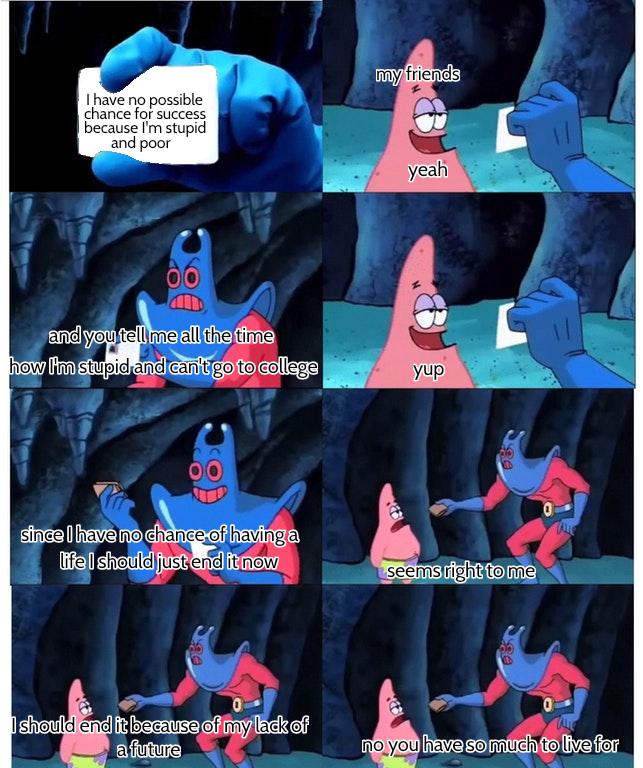 I have no possible
chance for success
because I'm stupid
and poor
my friends
yeah
and you tell me all the time
how I'm stupid and can't go to college
yup
since I have no chance of having a
life I should just end it now
seems right to me
I should end it because of my lack of
a future
no you have so much to live for